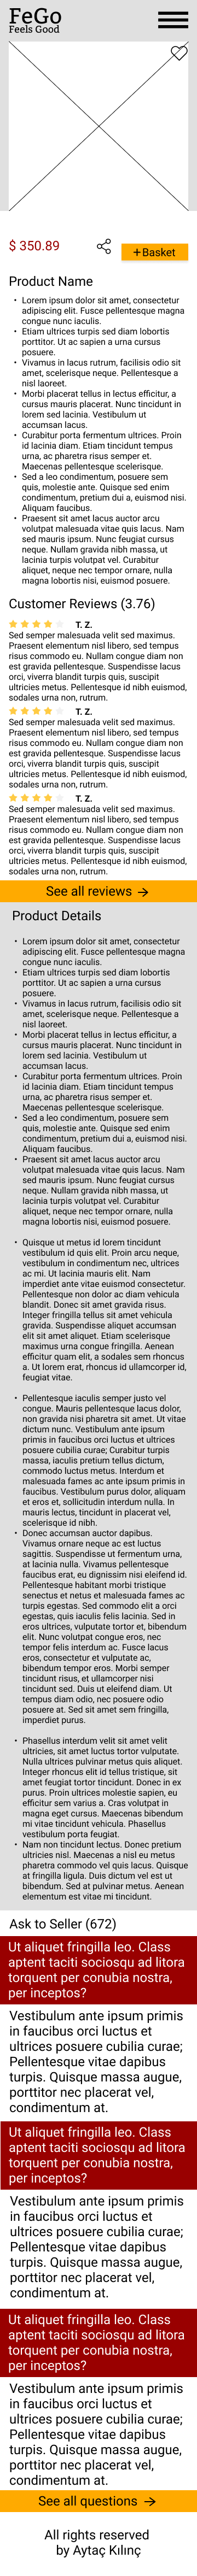 FeGo
Feels Good
$ 350.89
+Basket
Product Name
• Lorem ipsum dolor sit amet, consectetur
adipiscing elit. Fusce pellentesque magna
congue nunc iaculis.
• Etiam ultrices turpis sed diam lobortis
porttitor. Ut ac sapien a urna cursus
posuere.
• Vivamus in lacus rutrum, facilisis odio sit
amet, scelerisque neque. Pellentesque a
nisl laoreet.
• Morbi placerat tellus in lectus efficitur, a
cursus mauris placerat. Nunc tincidunt in
lorem sed lacinia. Vestibulum ut
accumsan lacus.
• Curabitur porta fermentum ultrices. Proin
id lacinia diam. Etiam tincidunt tempus
urna, ac pharetra risus semper et.
Maecenas pellentesque scelerisque.
• Sed a leo condimentum, posuere sem
quis, molestie ante. Quisque sed enim
condimentum, pretium dui a, euismod nisi.
Aliquam faucibus.
• Praesent sit amet lacus auctor arcu
volutpat malesuada vitae quis lacus. Nam
sed mauris ipsum. Nunc feugiat cursus
neque. Nullam gravida nibh massa, ut
lacinia turpis volutpat vel. Curabitur
aliquet, neque nec tempor ornare, nulla
magna lobortis nisi, euismod posuere.
Customer Reviews (3.76)
T. Z.
Sed semper malesuada velit sed maximus.
Praesent elementum nisl libero, sed tempus
risus commodo eu. Nullam congue diam non
est gravida pellentesque. Suspendisse lacus
orci, viverra blandit turpis quis, suscipit
ultricies metus. Pellentesque id nibh euismod,
sodales urna non, rutrum.
T. Z.
Sed semper malesuada velit sed maximus.
Praesent elementum nisl libero, sed tempus
risus commodo eu. Nullam congue diam non
est gravida pellentesque. Suspendisse lacus
orci, viverra blandit turpis quis, suscipit
ultricies metus. Pellentesque id nibh euismod,
sodales urna non, rutrum.
T. Z.
Sed semper malesuada velit sed maximus.
Praesent elementum nisl libero, sed tempus
risus commodo eu. Nullam congue diam non
est gravida pellentesque. Suspendisse lacus
orci, viverra blandit turpis quis, suscipit
ultricies metus. Pellentesque id nibh euismod,
sodales urna non, rutrum.
See all reviews →
Product Details
• Lorem ipsum dolor sit amet, consectetur
adipiscing elit. Fusce pellentesque magna
congue nunc iaculis.
• Etiam ultrices turpis sed diam lobortis
porttitor. Ut ac sapien a urna cursus
posuere.
• Vivamus in lacus rutrum, facilisis odio sit
amet, scelerisque neque. Pellentesque a
nisl laoreet.
• Morbi placerat tellus in lectus efficitur, a
cursus mauris placerat. Nunc tincidunt in
lorem sed lacinia. Vestibulum ut
accumsan lacus.
• Curabitur porta fermentum ultrices. Proin
id lacinia diam. Etiam tincidunt tempus
urna, ac pharetra risus semper et.
Maecenas pellentesque scelerisque.
• Sed a leo condimentum, posuere sem
quis, molestie ante. Quisque sed enim
condimentum, pretium dui a, euismod nisi.
Aliquam faucibus.
• Praesent sit amet lacus auctor arcu
volutpat malesuada vitae quis lacus. Nam
sed mauris ipsum. Nunc feugiat cursus
neque. Nullam gravida nibh massa, ut
lacinia turpis volutpat vel. Curabitur
aliquet, neque nec tempor ornare, nulla
magna lobortis nisi, euismod posuere.
• Quisque ut metus id lorem tincidunt
vestibulum id quis elit. Proin arcu neque,
vestibulum in condimentum nec, ultrices
ac mi. Ut lacinia mauris elit. Nam
imperdiet ante vitae euismod consectetur.
Pellentesque non dolor ac diam vehicula
blandit. Donec sit amet gravida risus.
Integer fringilla tellus sit amet vehicula
gravida. Suspendisse aliquet accumsan
elit sit amet aliquet. Etiam scelerisque
maximus urna congue fringilla. Aenean
efficitur quam elit, a sodales sem rhoncus
a. Ut lorem erat, rhoncus id ullamcorper id,
feugiat vitae.
• Pellentesque iaculis semper justo vel
congue. Mauris pellentesque lacus dolor,
non gravida nisi pharetra sit amet. Ut vitae
dictum nunc. Vestibulum ante ipsum
primis in faucibus orci luctus et ultrices
posuere cubilia curae; Curabitur turpis
massa, iaculis pretium tellus dictum,
commodo luctus metus. Interdum et
malesuada fames ac ante ipsum primis in
faucibus. Vestibulum purus dolor, aliquam
et eros et, sollicitudin interdum nulla. In
mauris lectus, tincidunt in placerat vel,
scelerisque id nibh.
• Donec accumsan auctor dapibus.
Vivamus ornare neque ac est luctus
sagittis. Suspendisse ut fermentum urna,
at lacinia nulla. Vivamus pellentesque
faucibus erat, eu dignissim nisi eleifend id.
Pellentesque habitant morbi tristique
senectus et netus et malesuada fames ac
turpis egestas. Sed commodo elit a orci
egestas, quis iaculis felis lacinia. Sed in
eros ultrices, vulputate tortor et, bibendum
elit. Nunc volutpat congue eros, nec
tempor felis interdum ac. Fusce lacus
eros, consectetur et vulputate ac,
bibendum tempor eros. Morbi semper
tincidunt risus, et ullamcorper nisi
tincidunt sed. Duis ut eleifend diam. Ut
tempus diam odio, nec posuere odio
posuere at. Sed sit amet sem fringilla,
imperdiet purus.
• Phasellus interdum velit sit amet velit
ultricies, sit amet luctus tortor vulputate.
Nulla ultrices pulvinar metus quis aliquet.
Integer rhoncus elit id tellus tristique, sit
amet feugiat tortor tincidunt. Donec in ex
purus. Proin ultrices molestie sapien, eu
efficitur sem varius a. Cras volutpat in
magna eget cursus. Maecenas bibendum
mi vitae tincidunt vehicula. Phasellus
vestibulum porta feugiat.
• Nam non tincidunt lectus. Donec pretium
ultricies nisl. Maecenas a nisl eu metus
pharetra commodo vel quis lacus. Quisque
at fringilla ligula. Duis dictum vel est ut
bibendum. Sed at pulvinar metus. Aenean
elementum est vitae mi tincidunt.
Ask to Seller (672)
Ut aliquet fringilla leo. Class
aptent taciti sociosqu ad litora
torquent per conubia nostra,
per inceptos?
Vestibulum ante ipsum primis
in faucibus orci luctus et
ultrices posuere cubilia curae;
Pellentesque vitae dapibus
turpis. Quisque massa augue,
porttitor nec placerat vel,
condimentum at.
Ut aliquet fringilla leo. Class
aptent taciti sociosqu ad litora
torquent per conubia nostra,
per inceptos?
Vestibulum ante ipsum primis
in faucibus orci luctus et
ultrices posuere cubilia curae;
Pellentesque vitae dapibus
turpis. Quisque massa augue,
porttitor nec placerat vel,
condimentum at.
Ut aliquet fringilla leo. Class
aptent taciti sociosqu ad litora
torquent per conubia nostra,
per inceptos?
Vestibulum ante ipsum primis
in faucibus orci luctus et
ultrices posuere cubilia curae;
Pellentesque vitae dapibus
turpis. Quisque massa augue,
porttitor nec placerat vel,
condimentum at.
See all questions →
All rights reserved
by Aytaç Kılınç